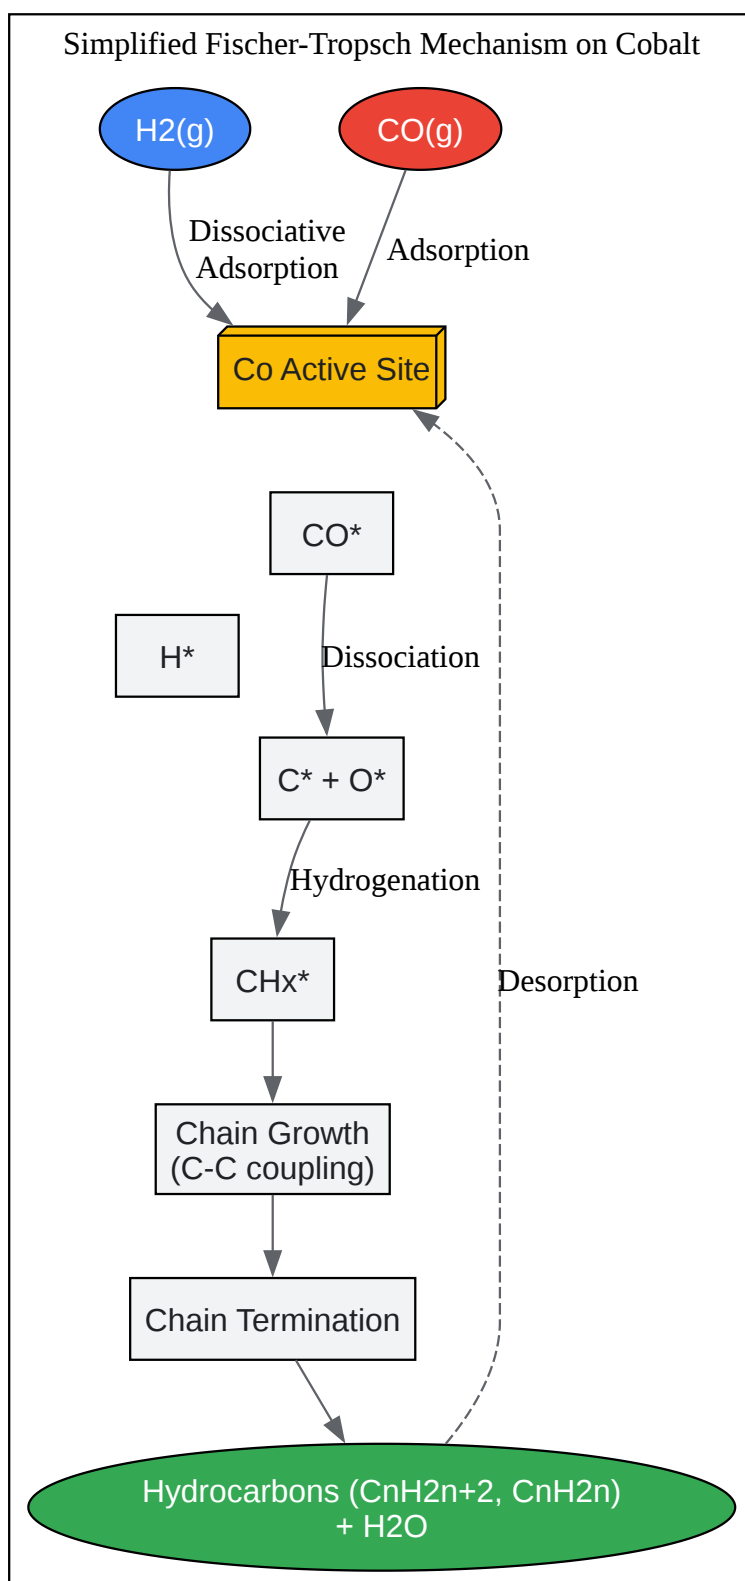 Simplified Fischer-Tropsch Mechanism on Cobalt
H2(g)
CO(g)
Dissociative
Adsorption
Adsorption
Co Active Site
CO*
H*
Dissociation
C* + O*
Hydrogenation
CHx*
Desorption
Chain Growth
(C-C coupling)
Chain Termination
Hydrocarbons (CnH2n+2, CnH2n)
+ H2O